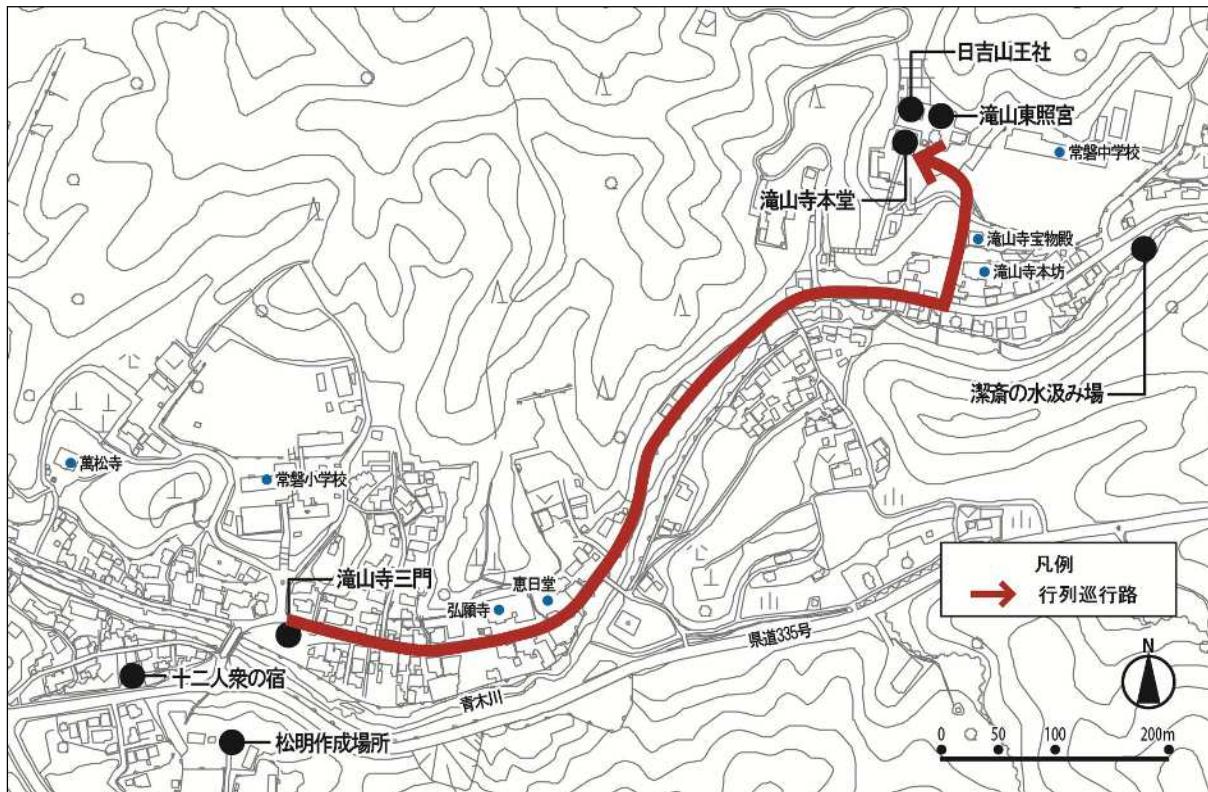 日吉山王社
滝山東照宮
常磐中学校
滝山寺本堂
滝山寺宝物殿
滝山寺本坊
潔斎の水汲み場
萬松寺
常磐小学校
滝山寺三門
恵日堂
弘願寺
凡例
行列巡行路
県道335号
N
十二人衆の宿
青木川
松明作成場所
0 50 100 200m